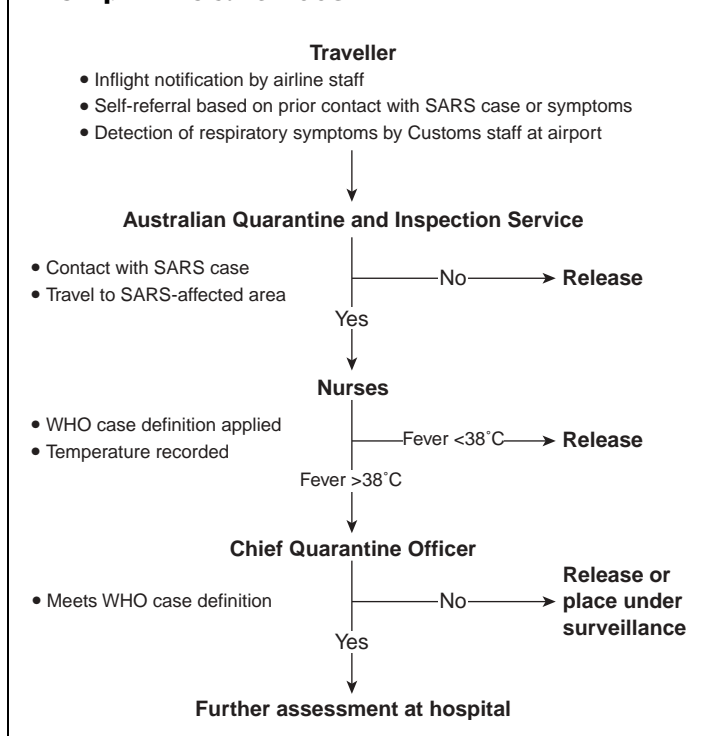 Traveller
• Inflight notification by airline staff
• Self-referral based on prior contact with SARS case or symptoms
• Detection of respiratory symptoms by Customs staff at airport
Australian Quarantine and Inspection Service
• Contact with SARS case
• Travel to SARS-affected area
No
Release
Yes
Nurses
• WHO case definition applied
• Temperature recorded
Fever <38˚C
Release
Fever >38˚C
Chief Quarantine Officer
• Meets WHO case definition
No
Release or
place under
surveillance
Yes
Further assessment at hospital